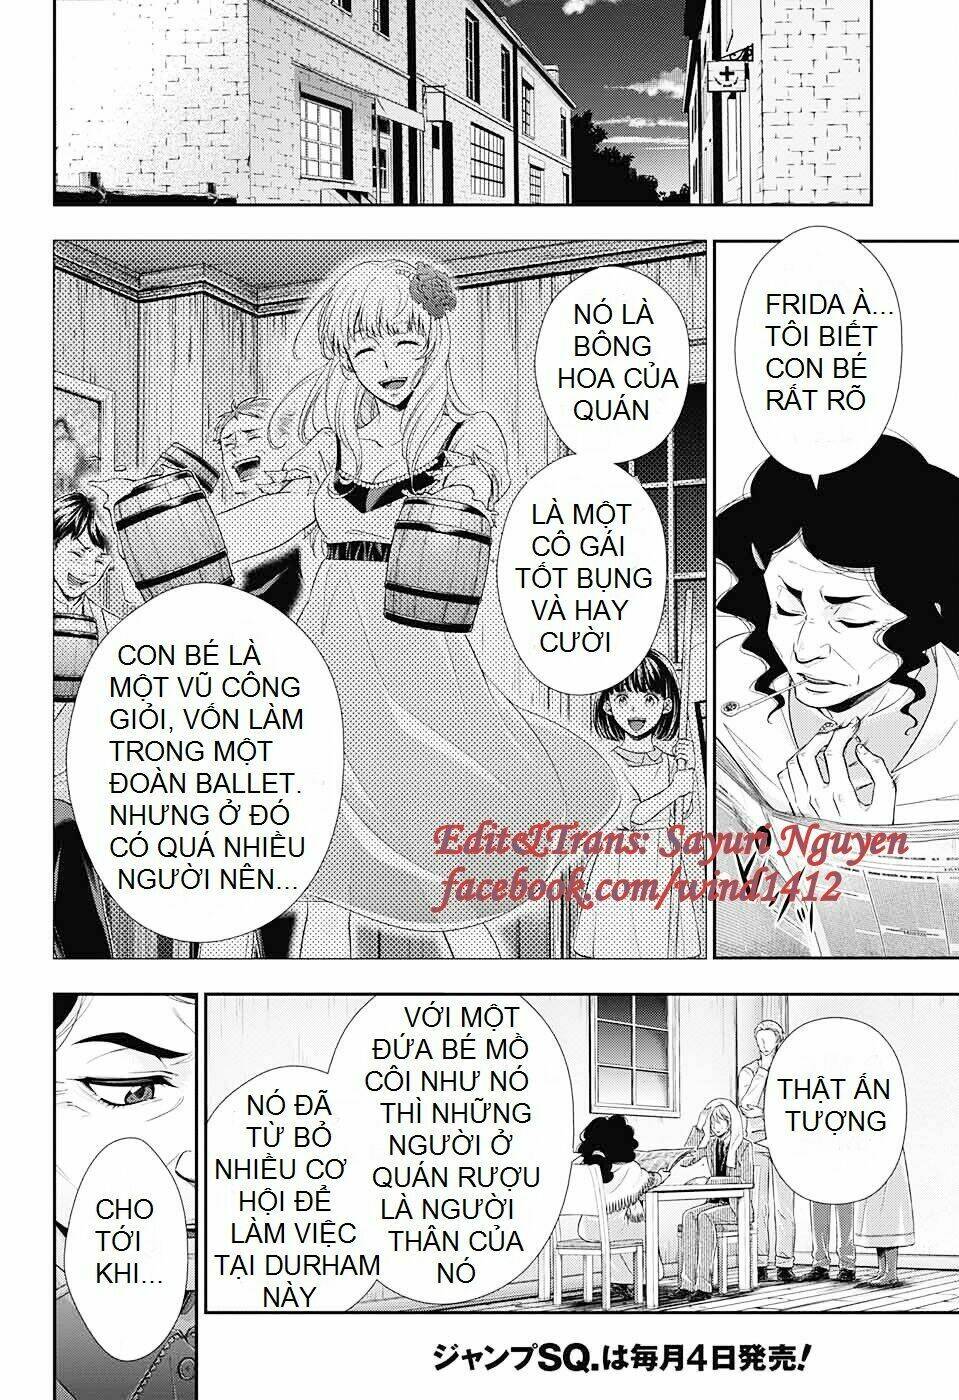 FRIDA À...
TÔI BIẾT
CON BÉ
RẤT RÕ
NÓ LÀ
BÔNG
HOA CỦA
QUÁN
LÀ MỘT
CÔ GÁI
TỐT BỤNG
VÀ HAY
CƯỜI
CON BÉ LÀ
MỘT VŨ CÔNG
GIỎI, VỐN LÀM
TRONG MỘT
ĐOÀN BALLET.
NHƯNG Ở ĐÓ
CÓ QUÁ NHIỀU
NGƯỜI NÊN...
Edit&Trans: Sayuri Nguyen
facebook.com/wind1412
THẬT ẤN
TƯỢNG
VỚI MỘT
ĐỨA BÉ MỒ
CÔI NHƯ NÓ
THÌ NHỮNG
NGƯỜI Ở
QUÁN RƯỢU
LÀ NGƯỜI
THÂN CỦA
NÓ
NÓ ĐÃ
TỪ BỎ
NHIỀU CƠ
HỘI ĐỂ
LÀM VIỆC
TẠI DURHAM
NÀY
CHO
TỚI
KHI...
ジャンプSQ.は毎月4日発売!